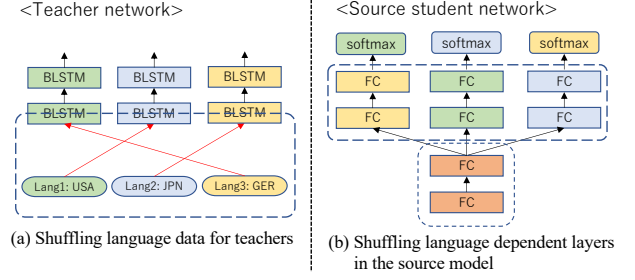 <Teacher network>
BLSTM BLSTM BLSTM
BLSTM BLSTM BLSTM
Lang1: USA Lang2: JPN Lang3: GER
(a) Shuffling language data for teachers
<Source student network>
softmax softmax softmax
FC FC FC
FC FC FC
FC
FC
(b) Shuffling language dependent layers
in the source model